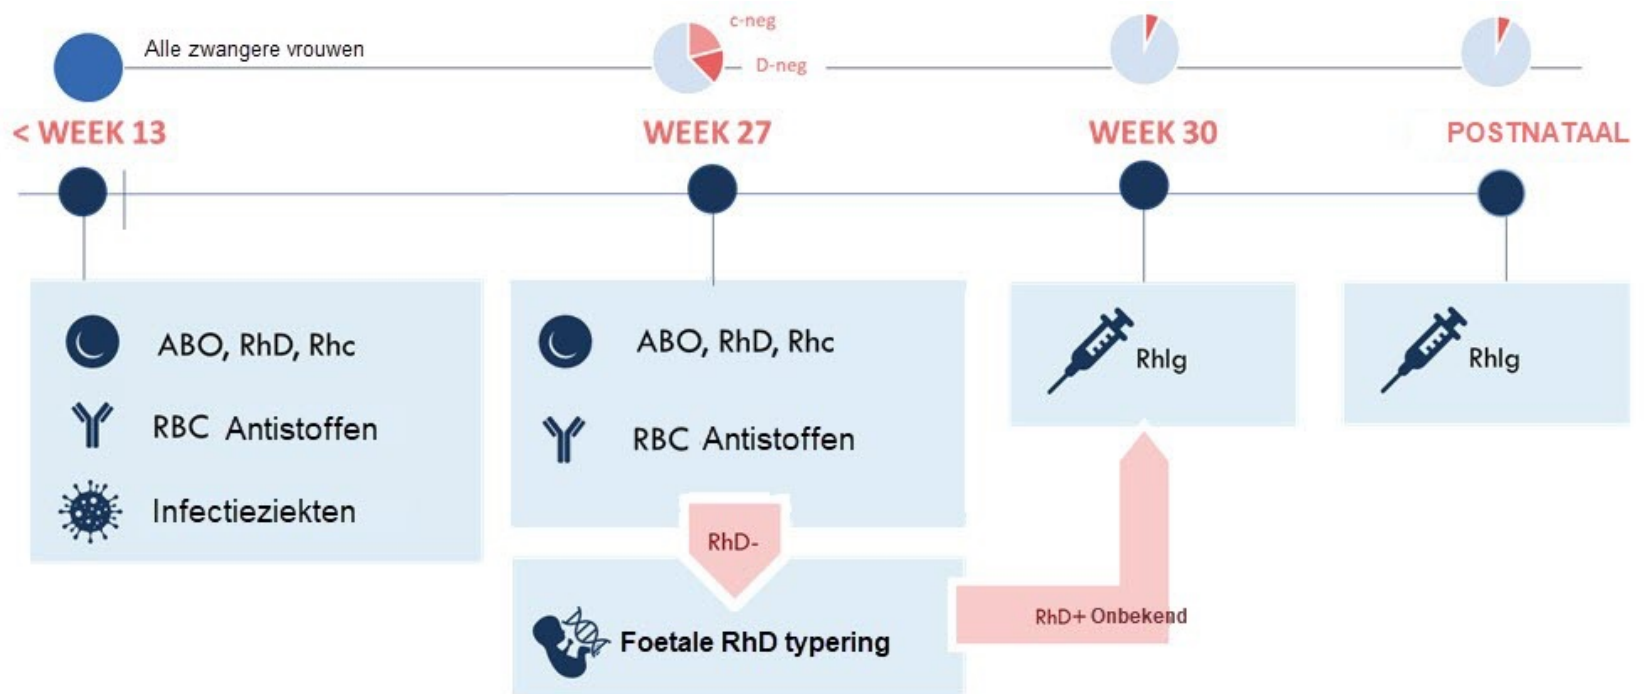 c-neg
Alle zwangere vrouwen
D-neg
< WEEK 13
WEEK 27
WEEK 30
POSTNATAAL
ABO, RhD, Rhc
RBC Antistoffen
Infectieziekten
ABO, RhD, Rhc
RBC Antistoffen
RhD-
Foetale RhD typering
RhD+ Onbekend
RhIg
RhIg